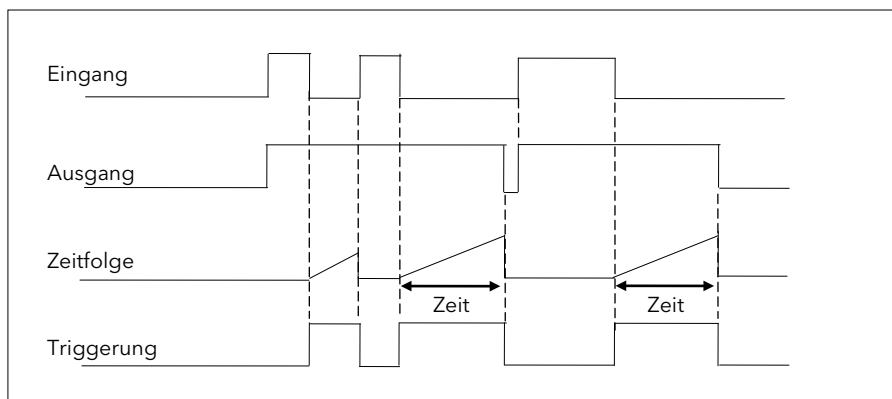 Eingang
Ausgang
Zeitfolge
Zeit
Zeit
Triggerung